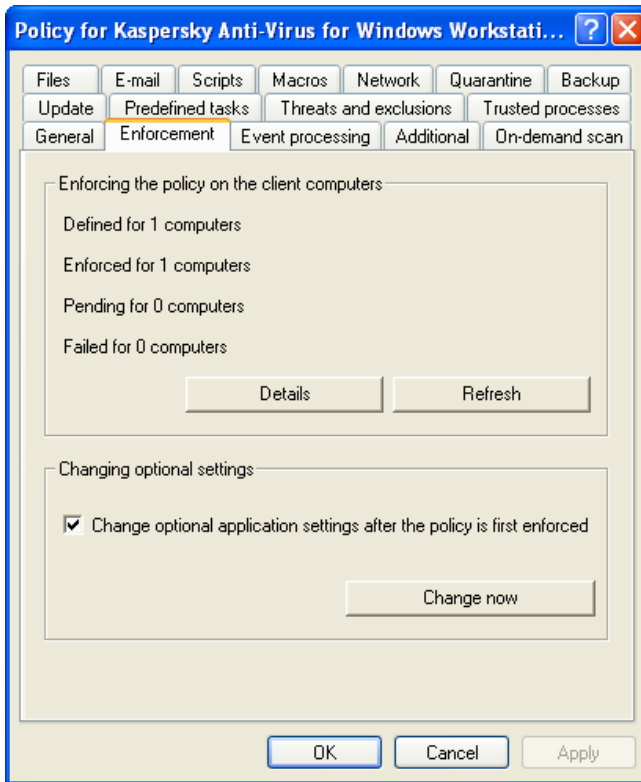 Policy for Kaspersky Anti-Virus for Windows Workstati...
Files E-mail Scripts Macros Network Quarantine Backup
Update Predefined tasks Threats and exclusions Trusted processes
General Enforcement Event processing Additional On-demand scan
Enforcing the policy on the client computers
Defined for 1 computers
Enforced for 1 computers
Pending for 0 computers
Failed for 0 computers
Details Refresh
Changing optional settings
Change optional application settings after the policy is first enforced
Change now
OK Cancel Apply